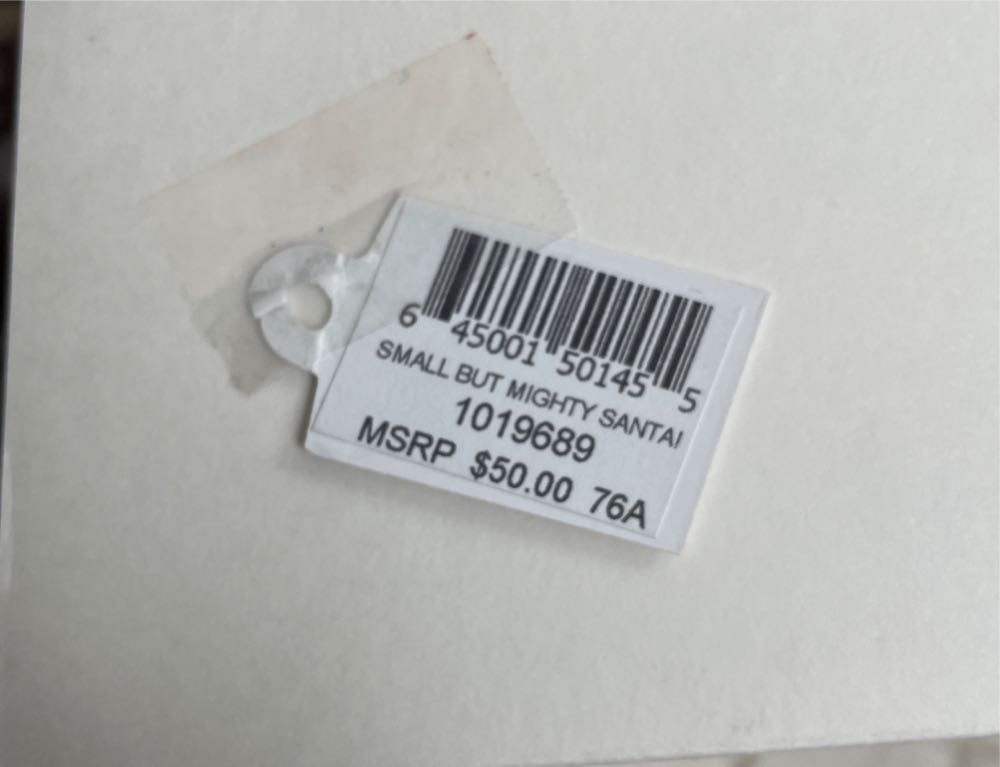 6 45001 50145 5
SMALL BUT MIGHTY SANTA!
1019689
MSRP $50.00 76A